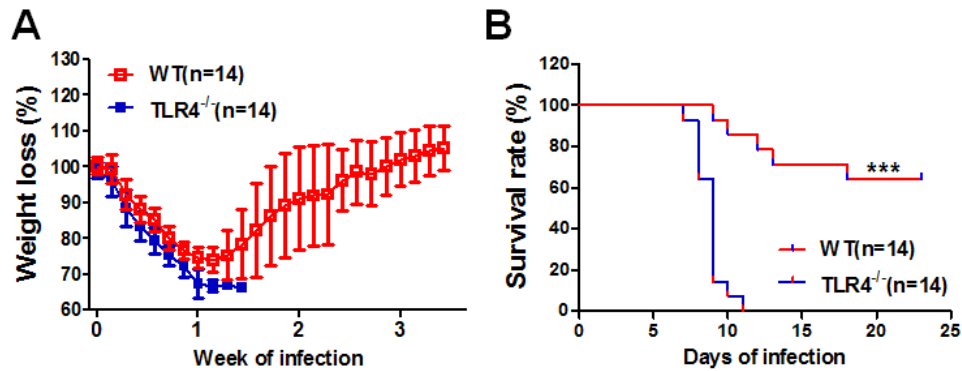 A
Weight loss (%)
130
120
110
100
90
80
70
60
0
1
2
3
Week of infection
WT(n=14)
TLR4-/-(n=14)
B
Survival rate (%)
120
100
80
60
40
20
0
0
5
10
15
20
25
Days of infection
***
WT(n=14)
TLR4-/-(n=14)